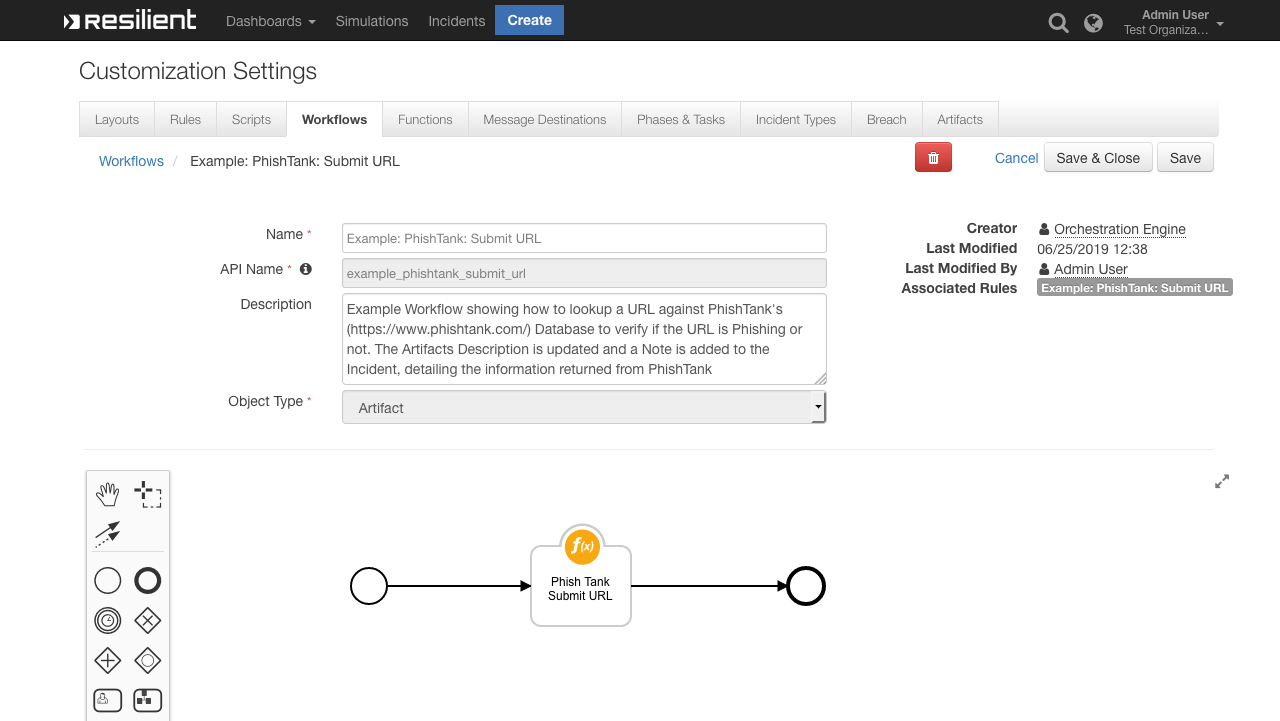 resilient Dashboards Simulations Incidents Create Admin User
Test Organiza...
Customization Settings
Layouts Rules Scripts Workflows Functions Message Destinations Phases & Tasks Incident Types Breach Artifacts
Workflows / Example: PhishTank: Submit URL Cancel Save & Close Save
Name * Example: PhishTank: Submit URL
API Name * example_phishtank_submit_url
Description Example Workflow showing how to lookup a URL against PhishTank's
(https://www.phishtank.com/) Database to verify if the URL is Phishing or
not. The Artifacts Description is updated and a Note is added to the
Incident, detailing the information returned from PhishTank
Object Type * Artifact
Creator Orchestration Engine
Last Modified 06/25/2019 12:38
Last Modified By Admin User
Associated Rules Example: PhishTank: Submit URL
f(x)
Phish Tank
Submit URL